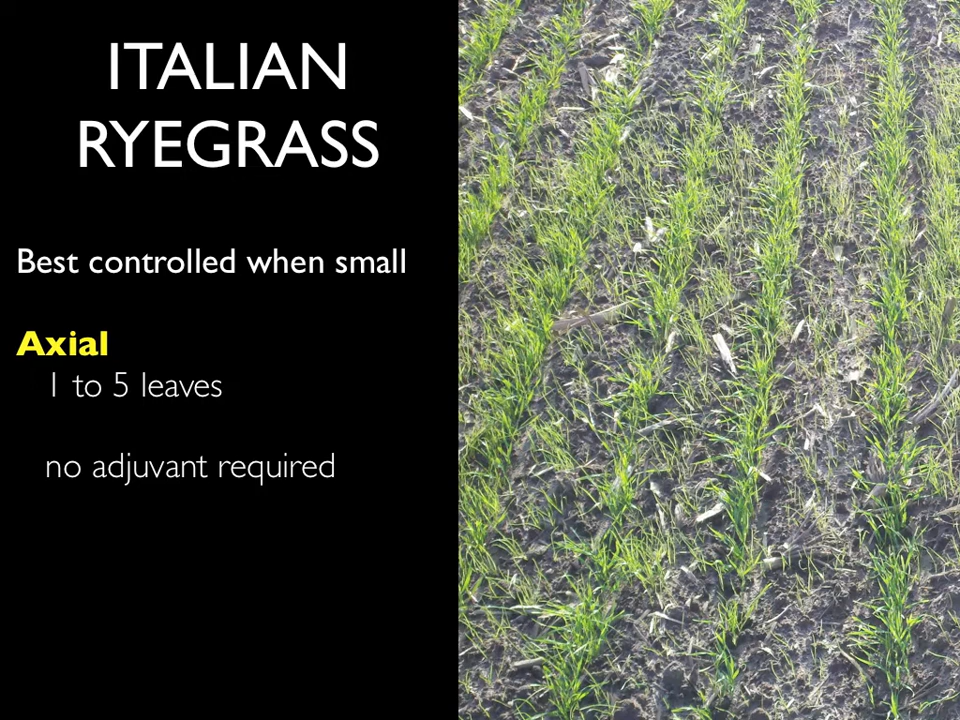 ITALIAN
RYEGRASS
Best controlled when small
Axial
1 to 5 leaves
no adjuvant required